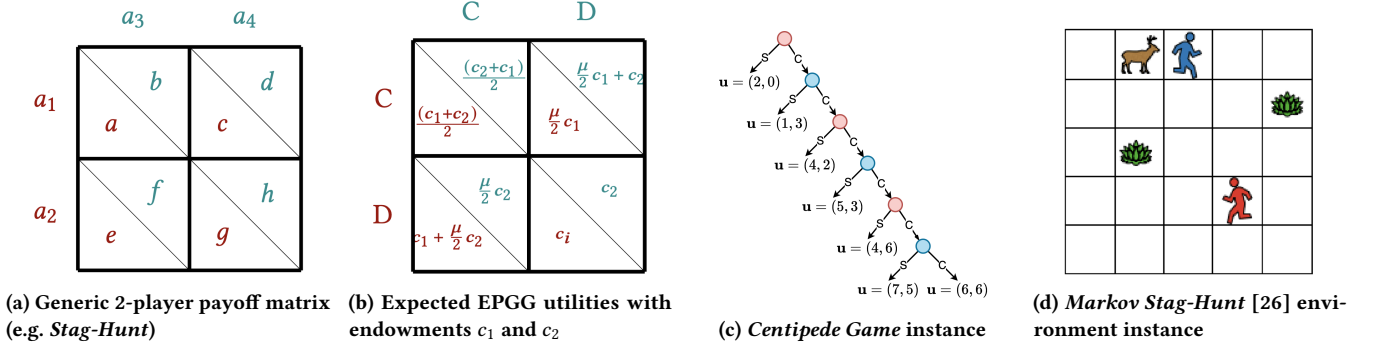 a₃ a₄
a₁
b
a
d
c
a₂
f
e
h
g
(a) Generic 2-player payoff matrix
(e.g. Stag-Hunt)
C D
C
(c₂+c₁)/2
(c₁+c₂)/2
μ/2 c₁ + c₂
μ/2 c₁
D
μ/2 c₂
c₁ + μ/2 c₂
c₂
cᵢ
(b) Expected EPGG utilities with
endowments c₁ and c₂
S C
u = (2, 0)
S C
u = (1, 3)
S C
u = (4, 2)
S C
u = (5, 3)
S C
u = (4, 6)
S C
u = (7, 5) u = (6, 6)
(c) Centipede Game instance
(d) Markov Stag-Hunt [26] envi-
ronment instance